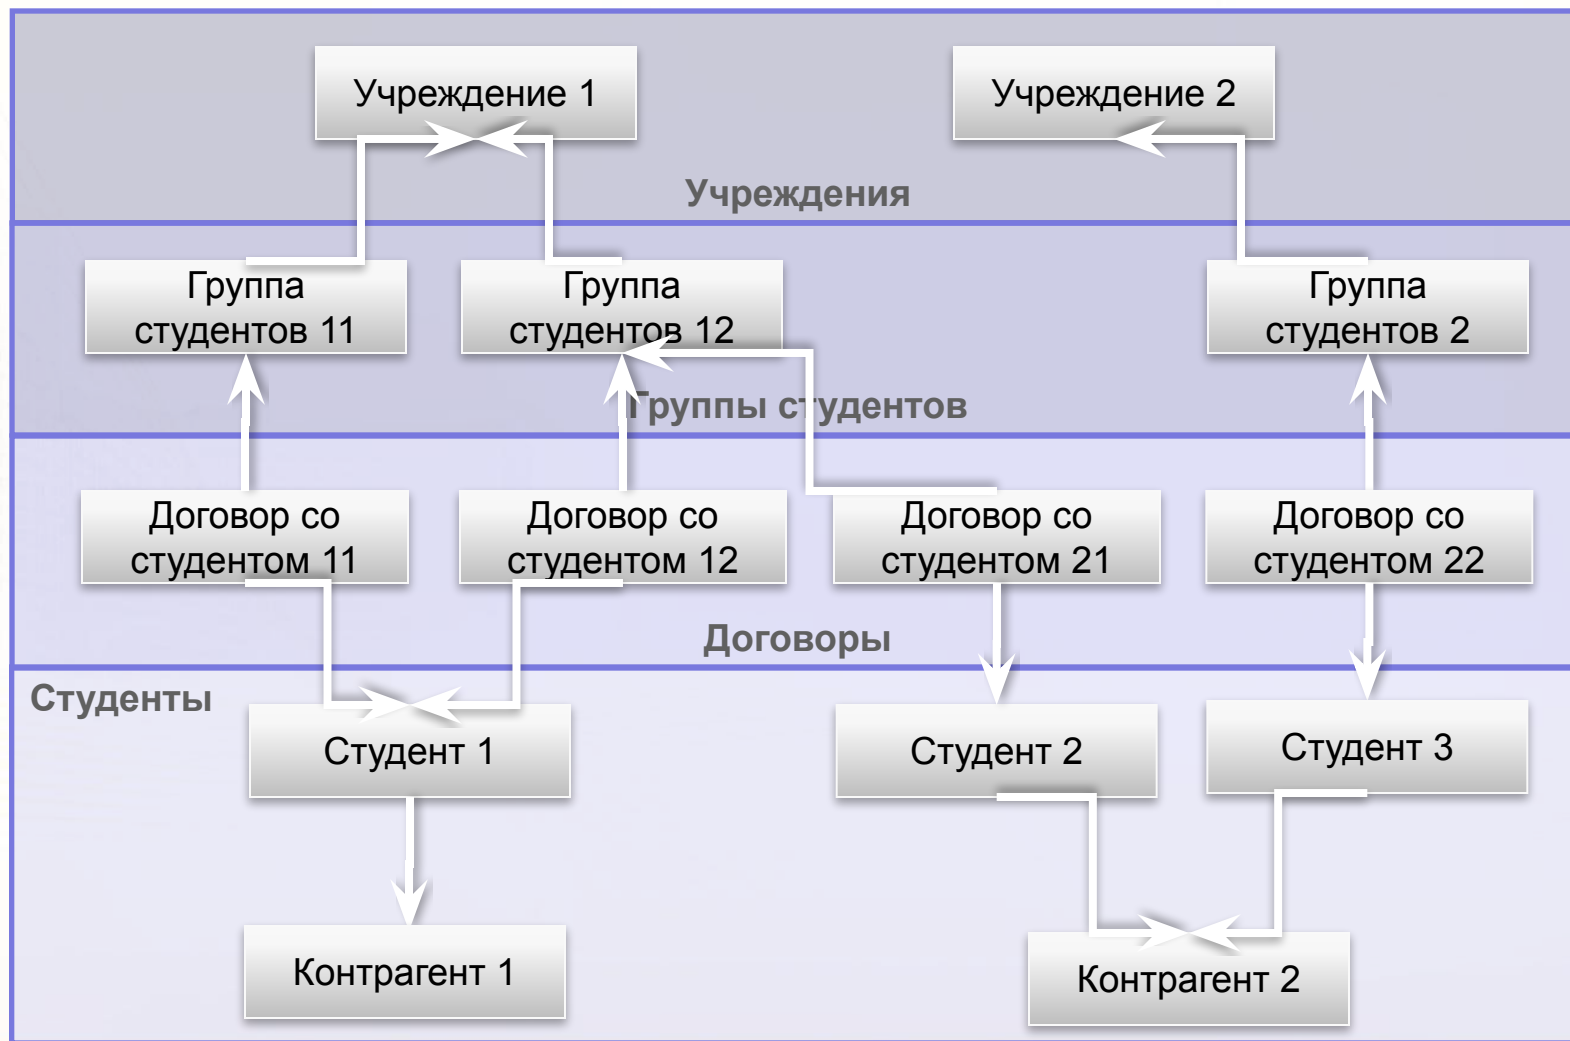 Учреждение 1
Учреждение 2
Учреждения
Группа
студентов 11
Группа
студентов 12
Группа
студентов 2
Группы студентов
Договор со
студентом 11
Договор со
студентом 12
Договор со
студентом 21
Договор со
студентом 22
Договоры
Студенты
Студент 1
Студент 2
Студент 3
Контрагент 1
Контрагент 2